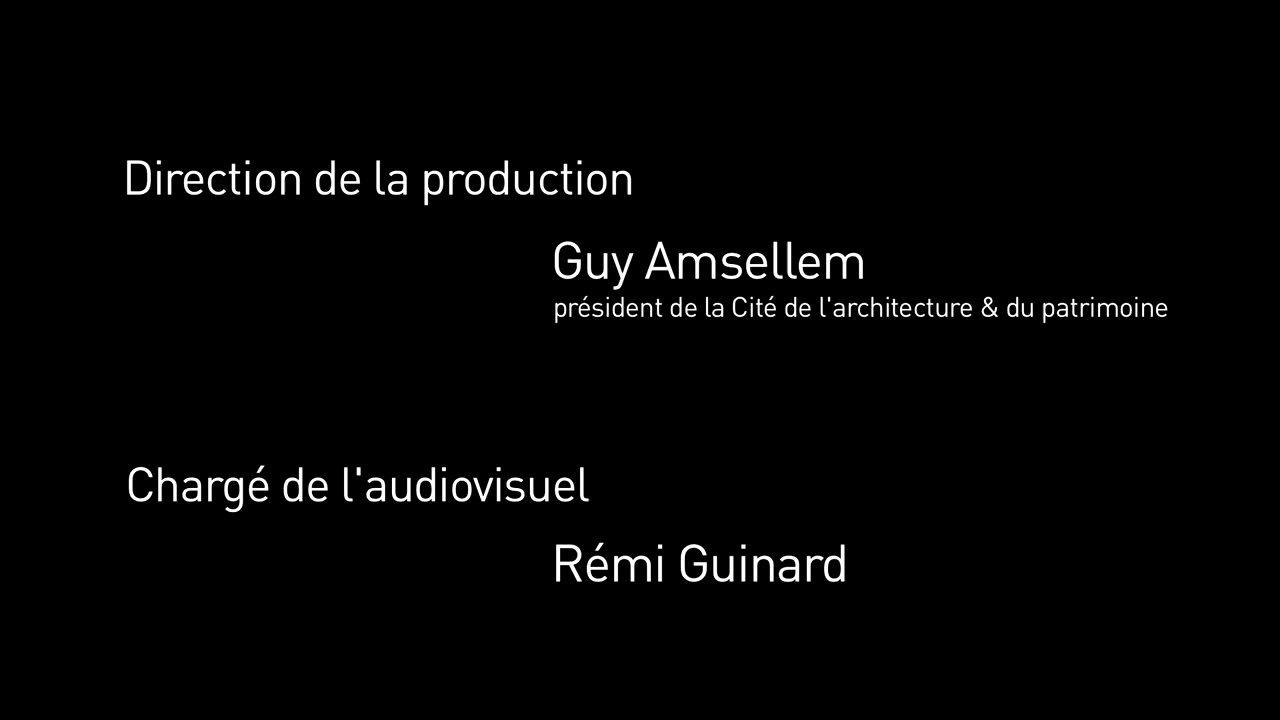 Direction de la production
Guy Amsellem
président de la Cité de l'architecture & du patrimoine
Chargé de l'audiovisuel
Rémi Guinard